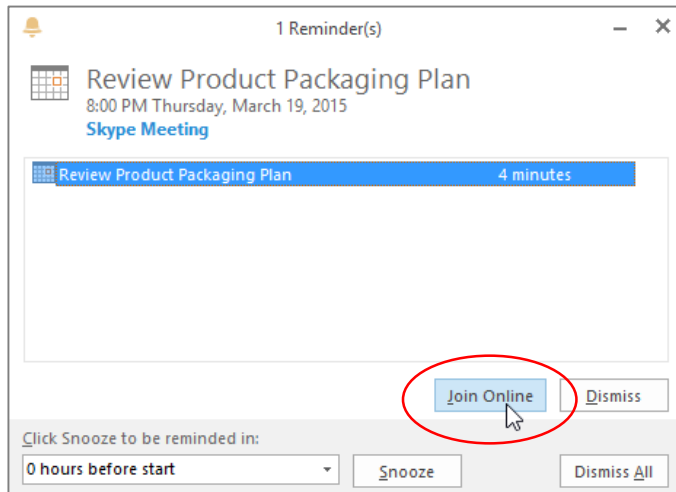 1 Reminder(s)
Review Product Packaging Plan
8:00 PM Thursday, March 19, 2015
Skype Meeting
Review Product Packaging Plan 4 minutes
Join Online Dismiss
Click Snooze to be reminded in:
0 hours before start Snooze Dismiss All